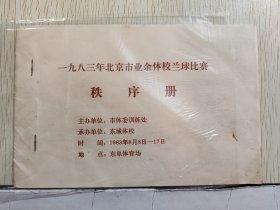 一九八三年北京市业余体校兰球比赛
秩序册
主办单位：市体委训练处
承办单位：东城体校
时间：1983年8月8日—17日
地点：东单体育场